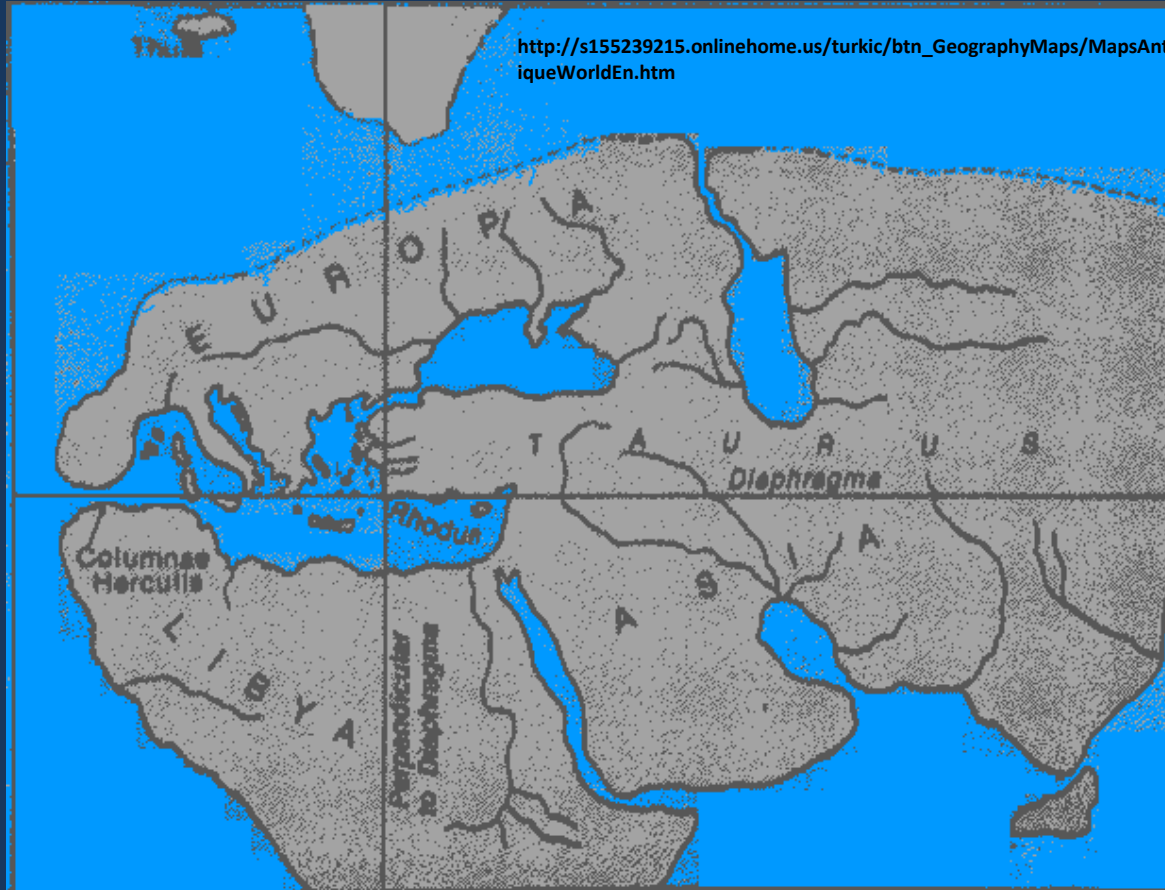 http://s155239215.onlinehome.us/turkic/btn_GeographyMaps/MapsAnt
iqueWorldEn.htm
EUROPA
TAURUS
Diaphragma
Rhodus
Columnae
Herculis
ASIA
LIBYA
Perpendicular
to Diaphragma